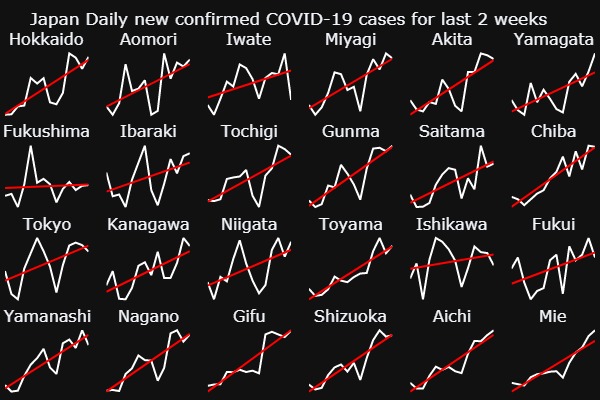 Japan Daily new confirmed COVID-19 cases for last 2 weeks
Hokkaido Aomori Iwate Miyagi Akita Yamagata
Fukushima Ibaraki Tochigi Gunma Saitama Chiba
Tokyo Kanagawa Niigata Toyama Ishikawa Fukui
Yamanashi Nagano Gifu Shizuoka Aichi Mie